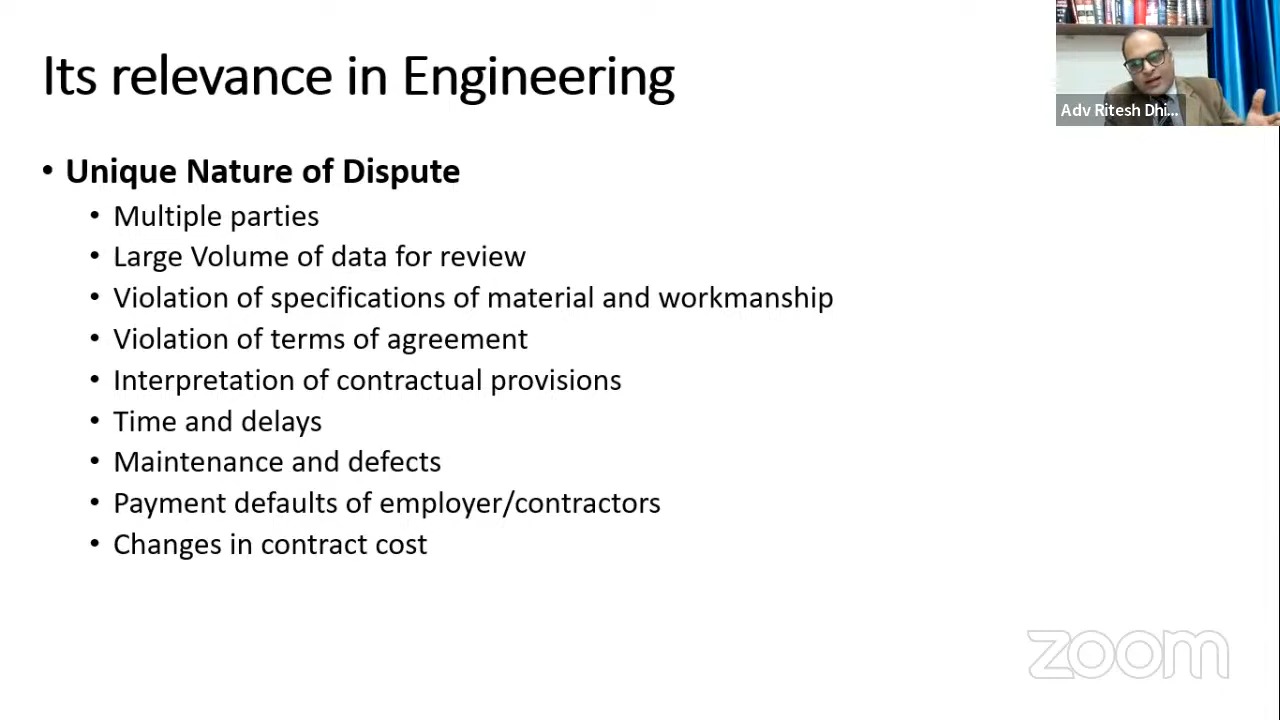 Its relevance in Engineering
Adv Ritesh Dhi...
• Unique Nature of Dispute
• Multiple parties
• Large Volume of data for review
• Violation of specifications of material and workmanship
• Violation of terms of agreement
• Interpretation of contractual provisions
• Time and delays
• Maintenance and defects
• Payment defaults of employer/contractors
• Changes in contract cost
zoom